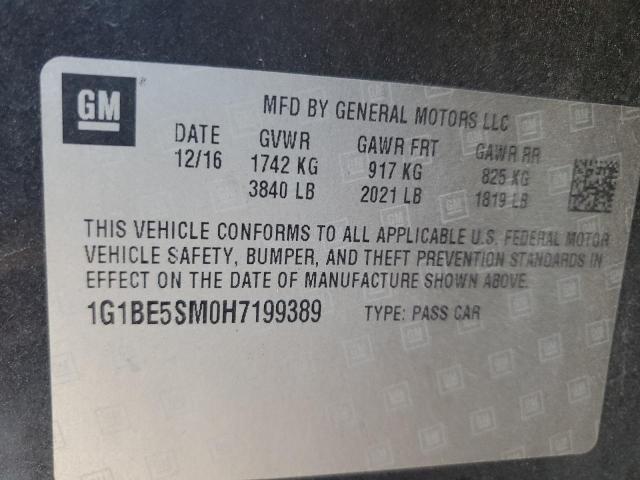 GM
MFD BY GENERAL MOTORS LLC
DATE GVWR GAWR FRT GAWR RR
12/16 1742 KG 917 KG 825 KG
3840 LB 2021 LB 1819 LB
THIS VEHICLE CONFORMS TO ALL APPLICABLE U.S. FEDERAL MOTOR
VEHICLE SAFETY, BUMPER, AND THEFT PREVENTION STANDARDS IN
EFFECT ON THE DATE OF MANUFACTURE SHOWN ABOVE.
1G1BE5SM0H7199389 TYPE: PASS CAR